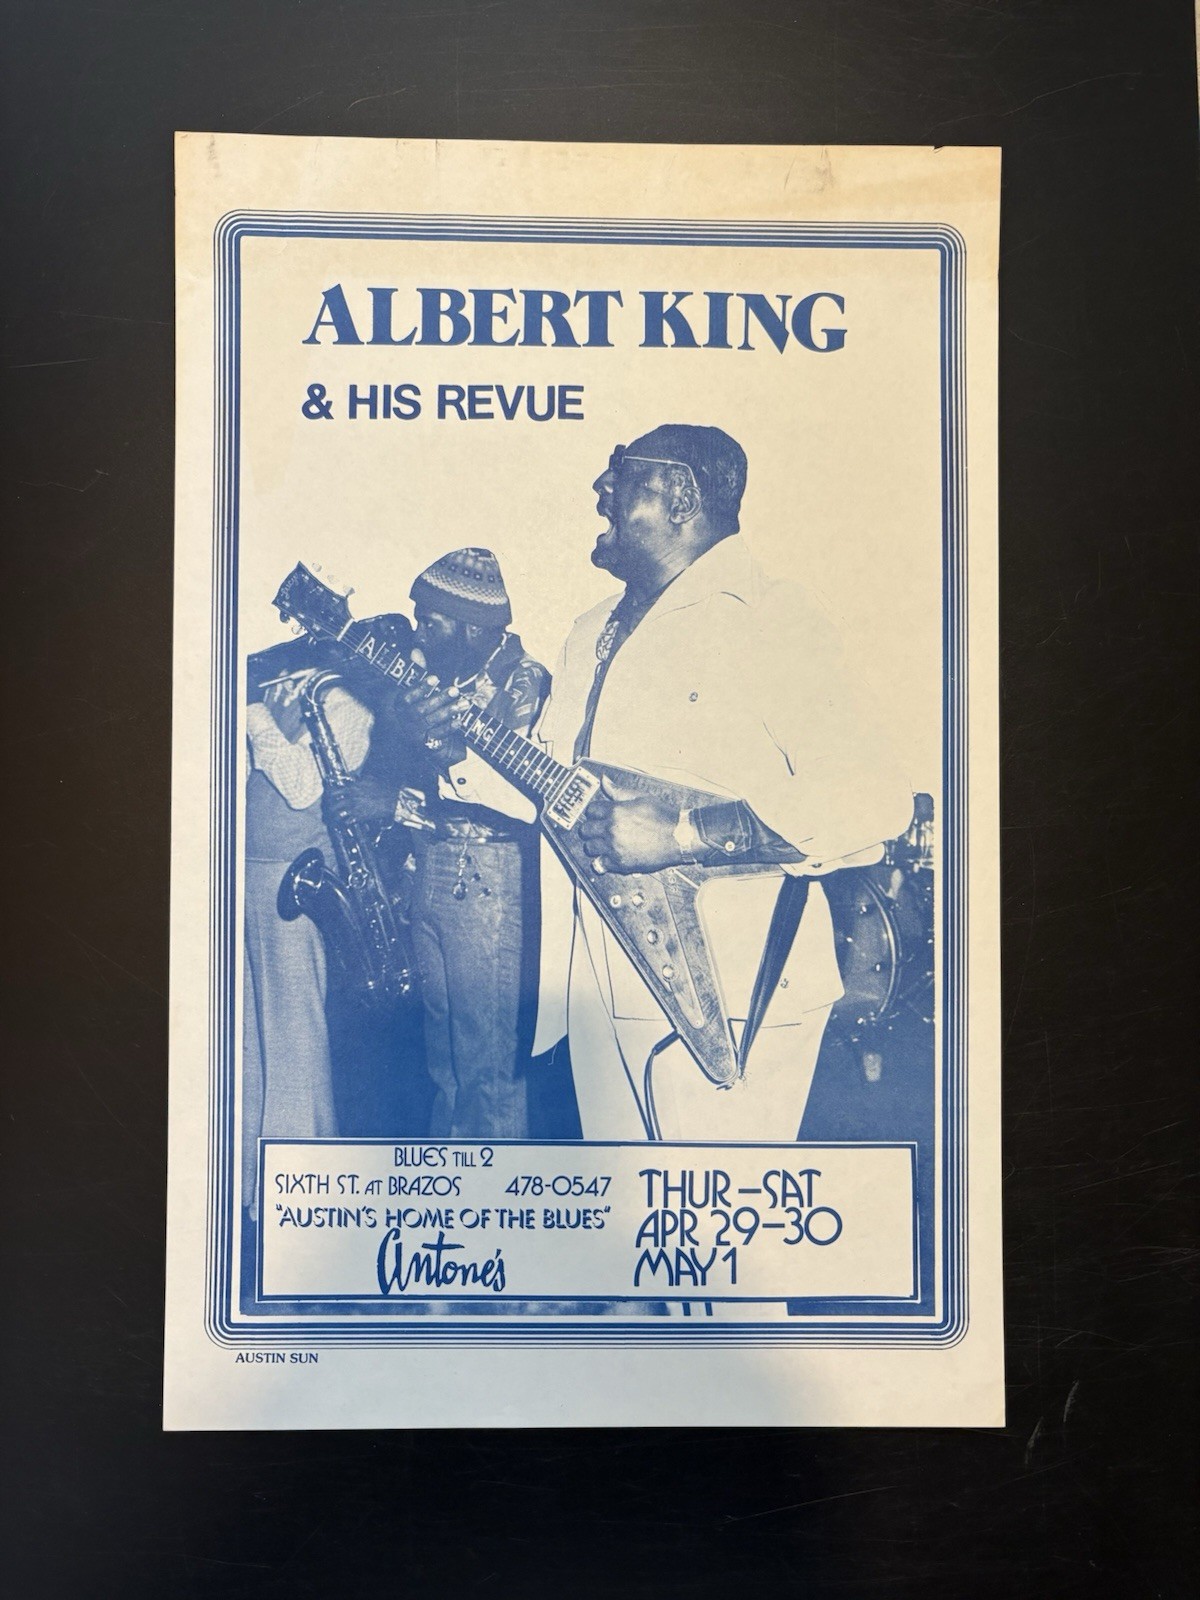 ALBERT KING
& HIS REVUE
ALBERT KING
BLUES TILL 2
SIXTH ST. AT BRAZOS 478-0547
"AUSTIN'S HOME OF THE BLUES"
Antone's
THUR-SAT
APR 29-30
MAY 1
AUSTIN SUN